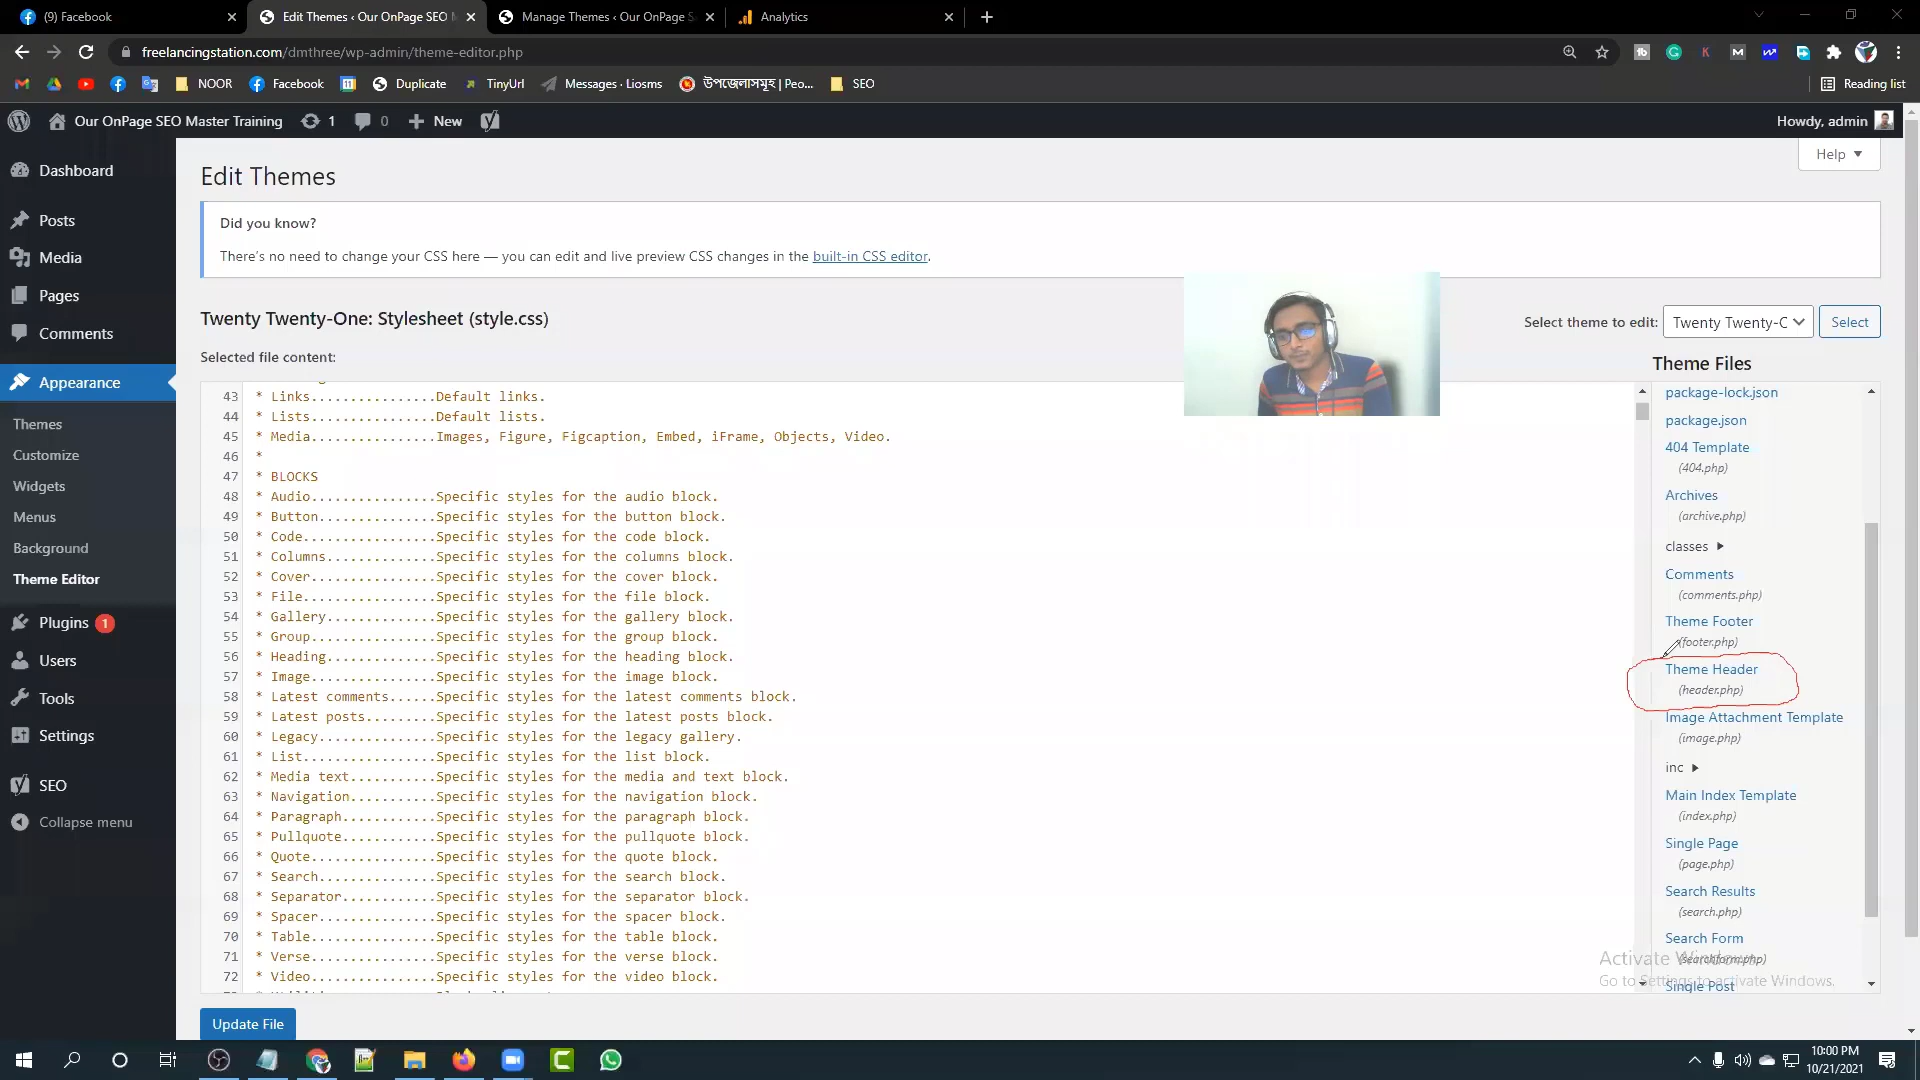 (3) Facebook
Edit Themes ‹ Our OnPage SEO M
Manage Themes ‹ Our OnPage S
Analytics
freelancingstation.com/dmthree/wp-admin/theme-editor.php
NOOR
Facebook
Duplicate
TinyUrl
Messages · Liosms
উপজেলাসমূহ | Peo...
SEO
Reading list
Our OnPage SEO Master Training
1
0
New
Howdy, admin
Dashboard
Posts
Media
Pages
Comments
Appearance
Themes
Customize
Widgets
Menus
Background
Theme Editor
Plugins 1
Users
Tools
Settings
SEO
Collapse menu
Help
Edit Themes
Did you know?
There's no need to change your CSS here — you can edit and live preview CSS changes in the built-in CSS editor.
Twenty Twenty-One: Stylesheet (style.css)
Select theme to edit: Twenty Twenty-C Select
Selected file content:
43 * Links................Default links.
44 * Lists................Default lists.
45 * Media................Images, Figure, Figcaption, Embed, iFrame, Objects, Video.
46 *
47 * BLOCKS
48 * Audio................Specific styles for the audio block.
49 * Button...............Specific styles for the button block.
50 * Code.................Specific styles for the code block.
51 * Columns..............Specific styles for the columns block.
52 * Cover................Specific styles for the cover block.
53 * File.................Specific styles for the file block.
54 * Gallery..............Specific styles for the gallery block.
55 * Group................Specific styles for the group block.
56 * Heading..............Specific styles for the heading block.
57 * Image................Specific styles for the image block.
58 * Latest comments......Specific styles for the latest comments block.
59 * Latest posts.........Specific styles for the latest posts block.
60 * Legacy...............Specific styles for the legacy gallery.
61 * List.................Specific styles for the list block.
62 * Media text...........Specific styles for the media and text block.
63 * Navigation...........Specific styles for the navigation block.
64 * Paragraph............Specific styles for the paragraph block.
65 * Pullquote............Specific styles for the pullquote block.
66 * Quote................Specific styles for the quote block.
67 * Search...............Specific styles for the search block.
68 * Separator............Specific styles for the separator block.
69 * Spacer...............Specific styles for the spacer block.
70 * Table................Specific styles for the table block.
71 * Verse................Specific styles for the verse block.
72 * Video................Specific styles for the video block.
Theme Files
package-lock.json
package.json
404 Template
(404.php)
Archives
(archive.php)
classes
Comments
(comments.php)
Theme Footer
(footer.php)
Theme Header
(header.php)
Image Attachment Template
(image.php)
inc
Main Index Template
(index.php)
Single Page
(page.php)
Search Results
(search.php)
Search Form
(searchform.php)
Single Post
Activate Windows
Go to Settings to activate Windows.
Update File
10:00 PM
10/21/2021